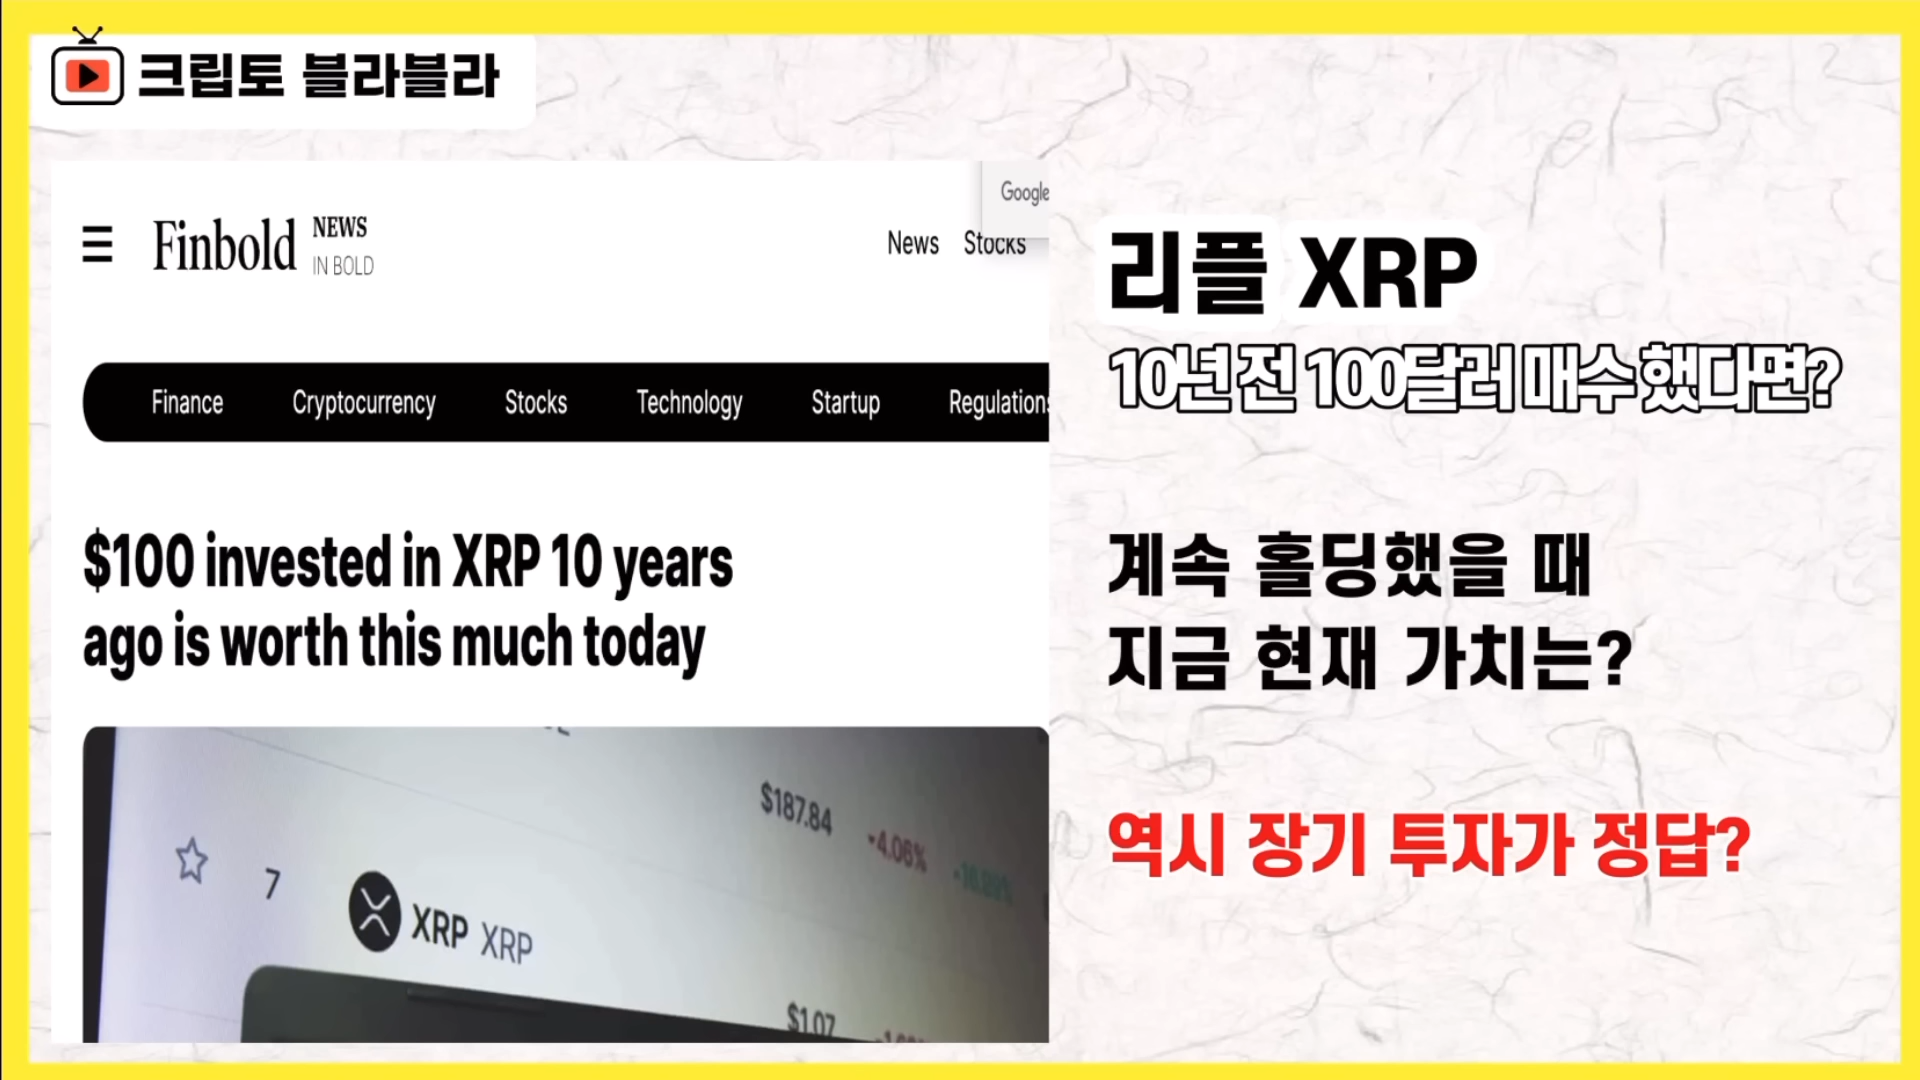 크립토 블라블라
Google
Finbold NEWS IN BOLD
News Stocks
Finance Cryptocurrency Stocks Technology Startup Regulations
$100 invested in XRP 10 years
ago is worth this much today
$187.84 -4.06%
7 XRP XRP
$1.07
리플 XRP
10년 전 100달러 매수 했다면?
계속 홀딩했을 때
지금 현재 가치는?
역시 장기 투자가 정답?